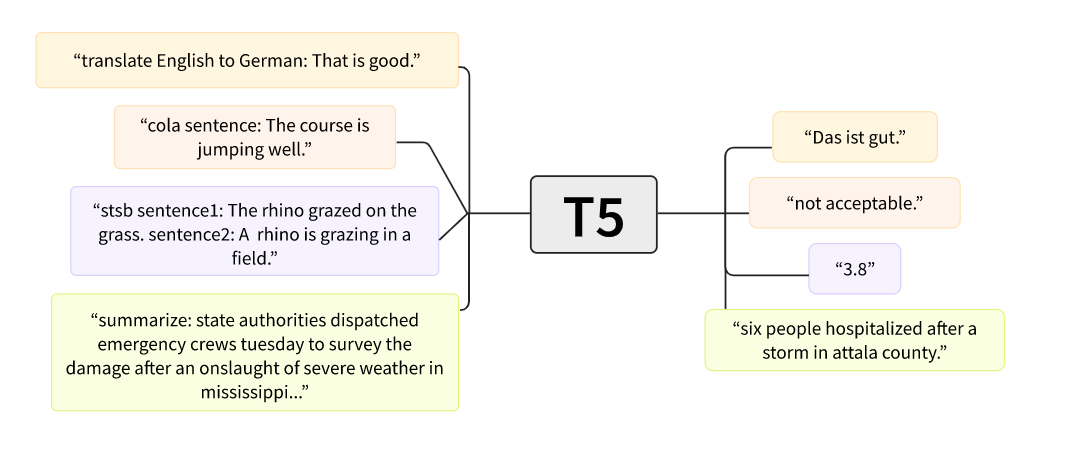 “translate English to German: That is good.”
“cola sentence: The course is
jumping well.”
“stsb sentence1: The rhino grazed on the
grass. sentence2: A  rhino is grazing in a
field.”
“summarize: state authorities dispatched
emergency crews tuesday to survey the
damage after an onslaught of severe weather in
mississippi...”
T5
“Das ist gut.”
“not acceptable.”
“3.8”
“six people hospitalized after a
storm in attala county.”